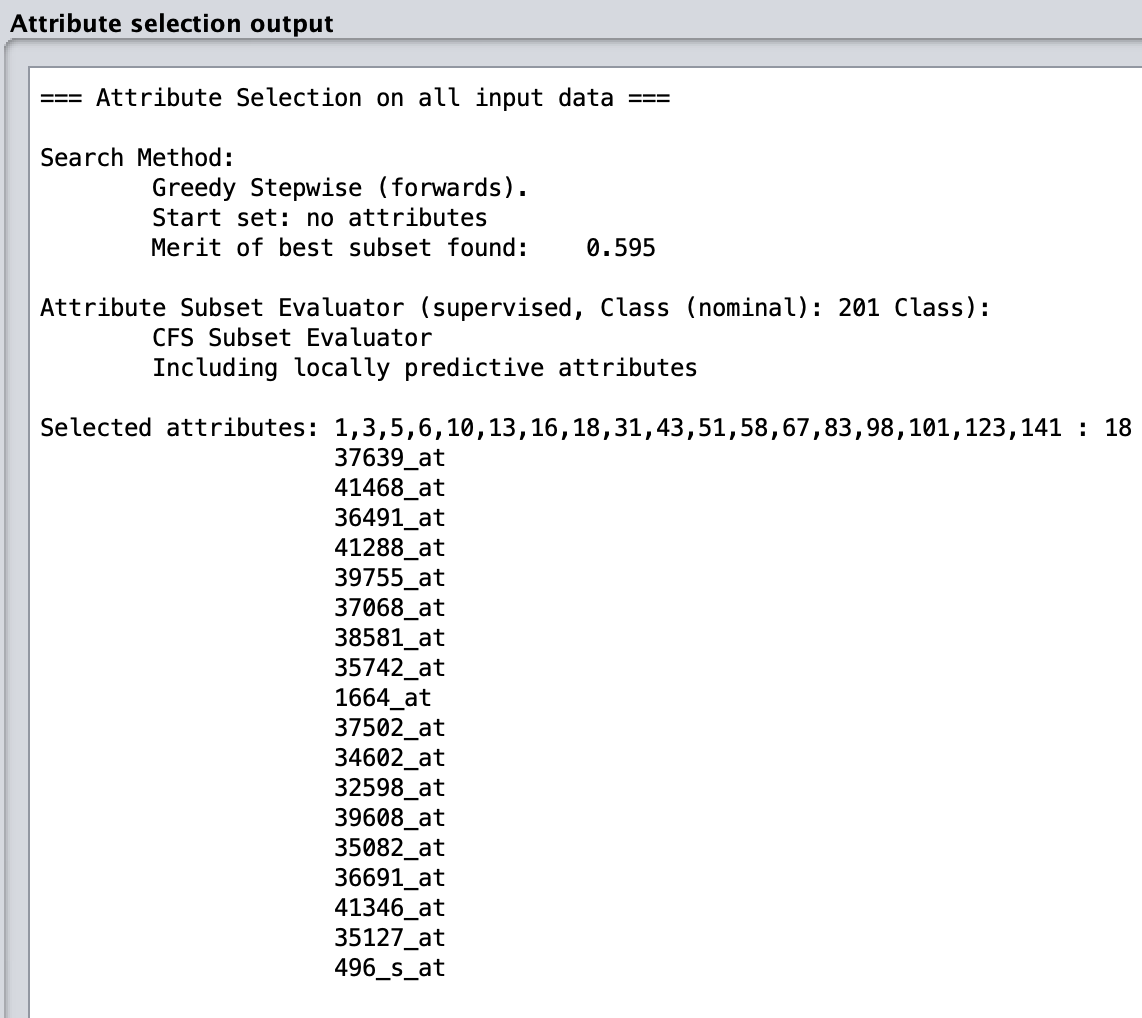 Attribute selection output
=== Attribute Selection on all input data ===
Search Method:
Greedy Stepwise (forwards).
Start set: no attributes
Merit of best subset found:    0.595
Attribute Subset Evaluator (supervised, Class (nominal): 201 Class):
CFS Subset Evaluator
Including locally predictive attributes
Selected attributes: 1,3,5,6,10,13,16,18,31,43,51,58,67,83,98,101,123,141 : 18
37639_at
41468_at
36491_at
41288_at
39755_at
37068_at
38581_at
35742_at
1664_at
37502_at
34602_at
32598_at
39608_at
35082_at
36691_at
41346_at
35127_at
496_s_at